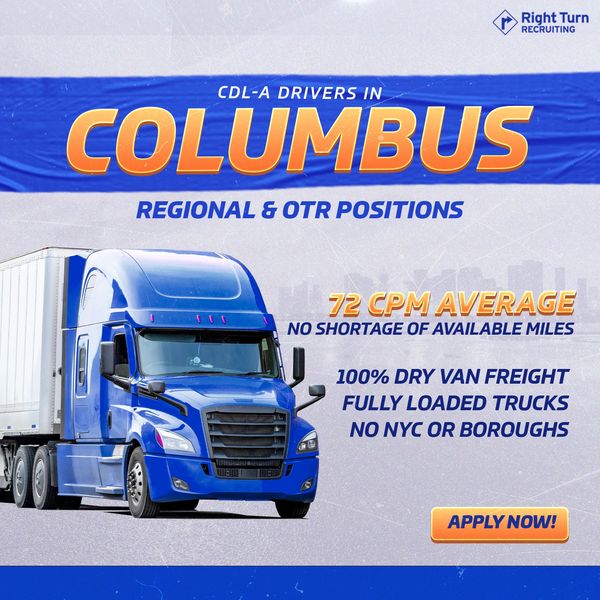 Right Turn
RECRUITING
CDL-A DRIVERS IN
COLUMBUS
REGIONAL & OTR POSITIONS
72 CPM AVERAGE
NO SHORTAGE OF AVAILABLE MILES
100% DRY VAN FREIGHT
FULLY LOADED TRUCKS
NO NYC OR BOROUGHS
APPLY NOW!